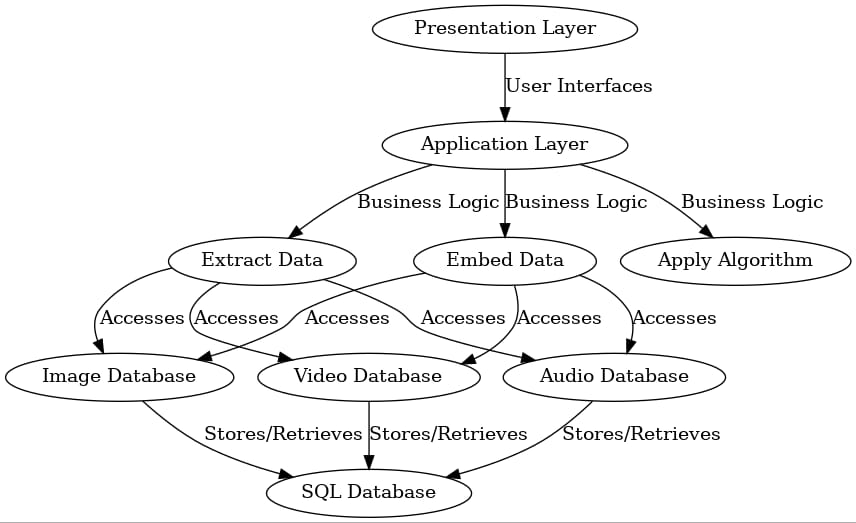 Presentation Layer
User Interfaces
Application Layer
Business Logic Business Logic Business Logic
Extract Data Embed Data Apply Algorithm
Accesses Accesses Accesses Accesses Accesses Accesses
Image Database Video Database Audio Database
Stores/Retrieves Stores/Retrieves Stores/Retrieves
SQL Database